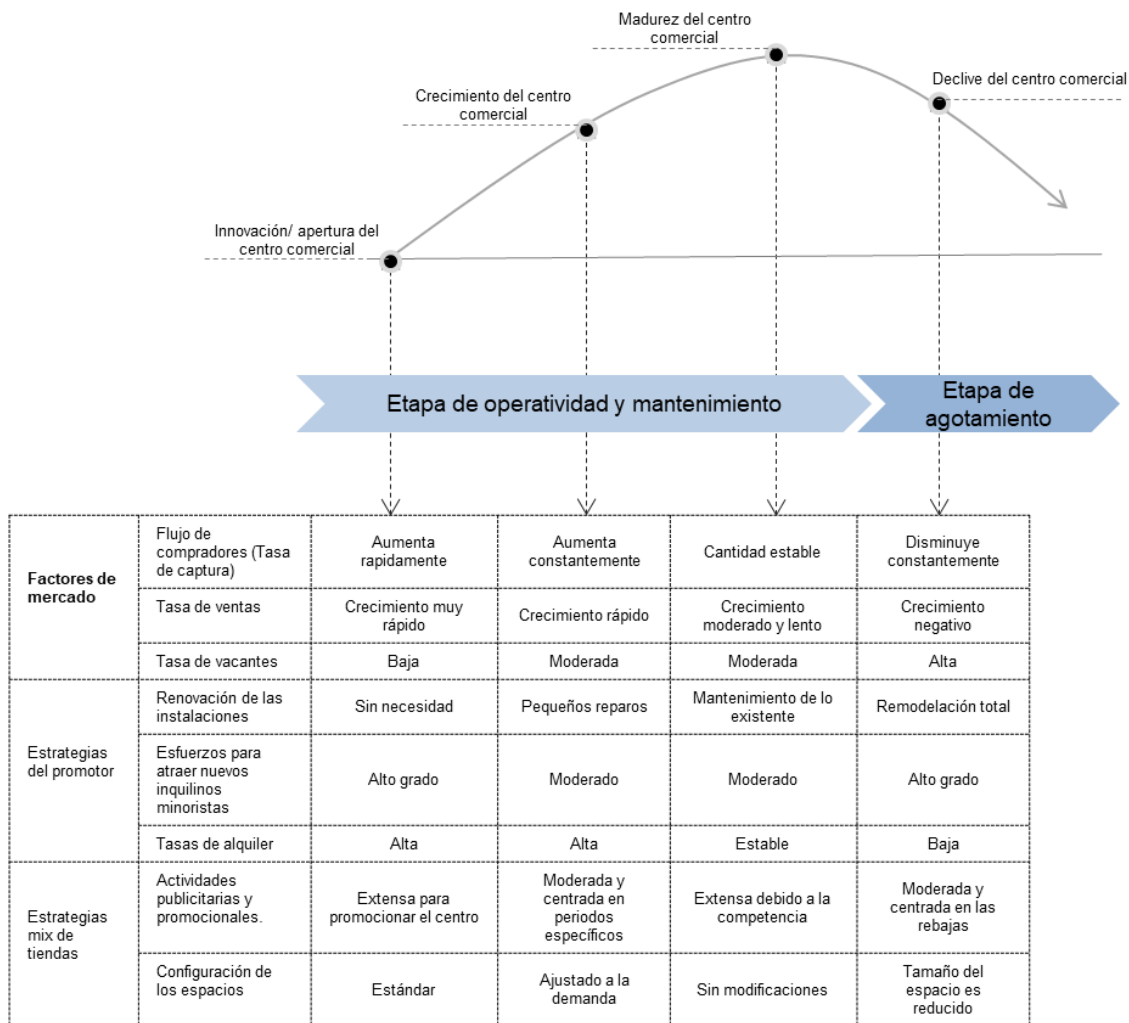 Madurez del centro
comercial
Declive del centro comercial
Crecimiento del centro
comercial
Innovación/ apertura del
centro comercial
Etapa de operatividad y mantenimiento
Etapa de
agotamiento
Factores de
mercado
Flujo de
compradores (Tasa
de captura)
Aumenta
rapidamente
Aumenta
constantemente
Cantidad estable
Disminuye
constantemente
Tasa de ventas
Crecimiento muy
rápido
Crecimiento rápido
Crecimiento
moderado y lento
Crecimiento
negativo
Tasa de vacantes
Baja
Moderada
Moderada
Alta
Estrategias
del promotor
Renovación de las
instalaciones
Sin necesidad
Pequeños reparos
Mantenimiento de lo
existente
Remodelación total
Esfuerzos para
atraer nuevos
inquilinos
minoristas
Alto grado
Moderado
Moderado
Alto grado
Tasas de alquiler
Alta
Alta
Estable
Baja
Estrategias
mix de
tiendas
Actividades
publicitarias y
promocionales.
Extensa para
promocionar el centro
Moderada y
centrada en
periodos
específicos
Extensa debido a la
competencia
Moderada y
centrada en las
rebajas
Configuración de
los espacios
Estándar
Ajustado a la
demanda
Sin modificaciones
Tamaño del
espacio es
reducido